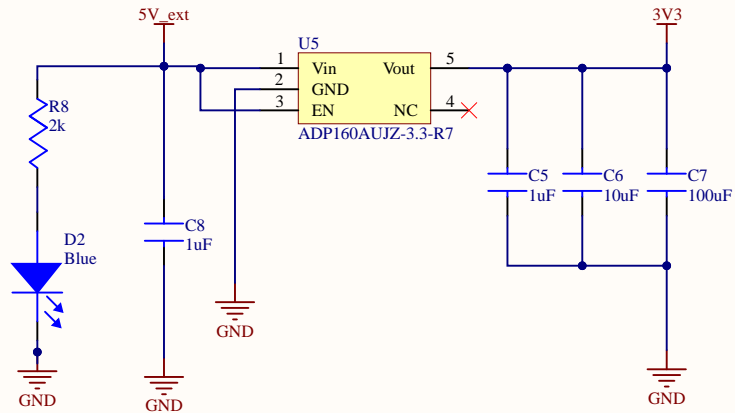 5V_ext
3V3
U5
1
Vin
Vout
5
2
GND
3
EN
NC
4
ADP160AUJZ-3.3-R7
R8
2k
C5
1uF
C6
10uF
C7
100uF
C8
1uF
D2
Blue
GND
GND
GND
GND